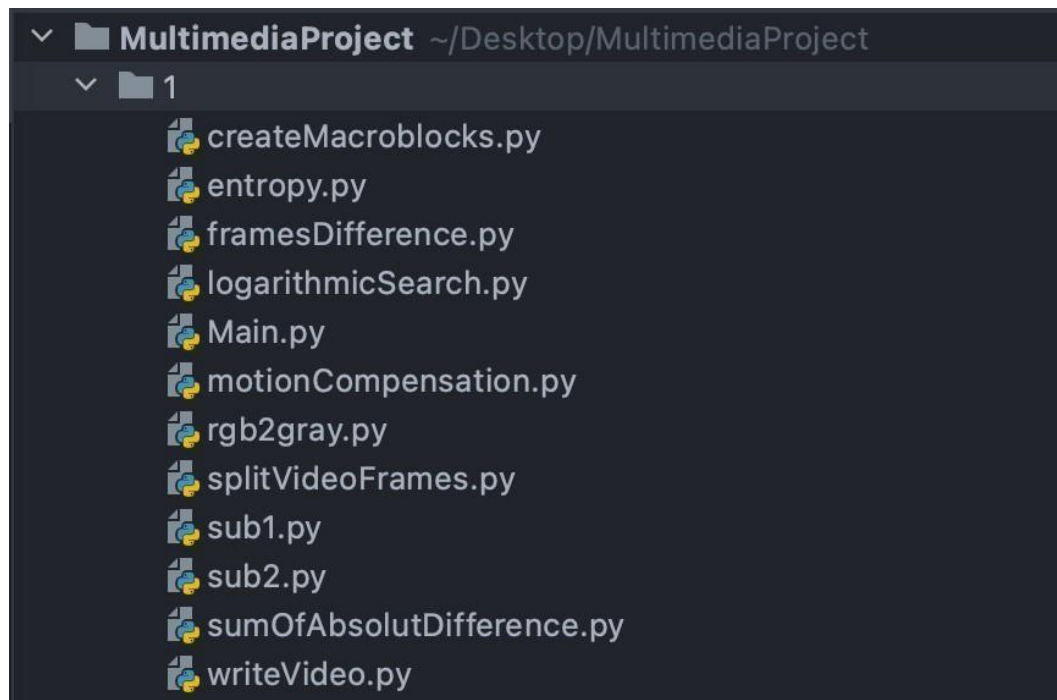 MultimediaProject ~/Desktop/MultimediaProject
1
createMacroblocks.py
entropy.py
framesDifference.py
logarithmicSearch.py
Main.py
motionCompensation.py
rgb2gray.py
splitVideoFrames.py
sub1.py
sub2.py
sumOfAbsolutDifference.py
writeVideo.py